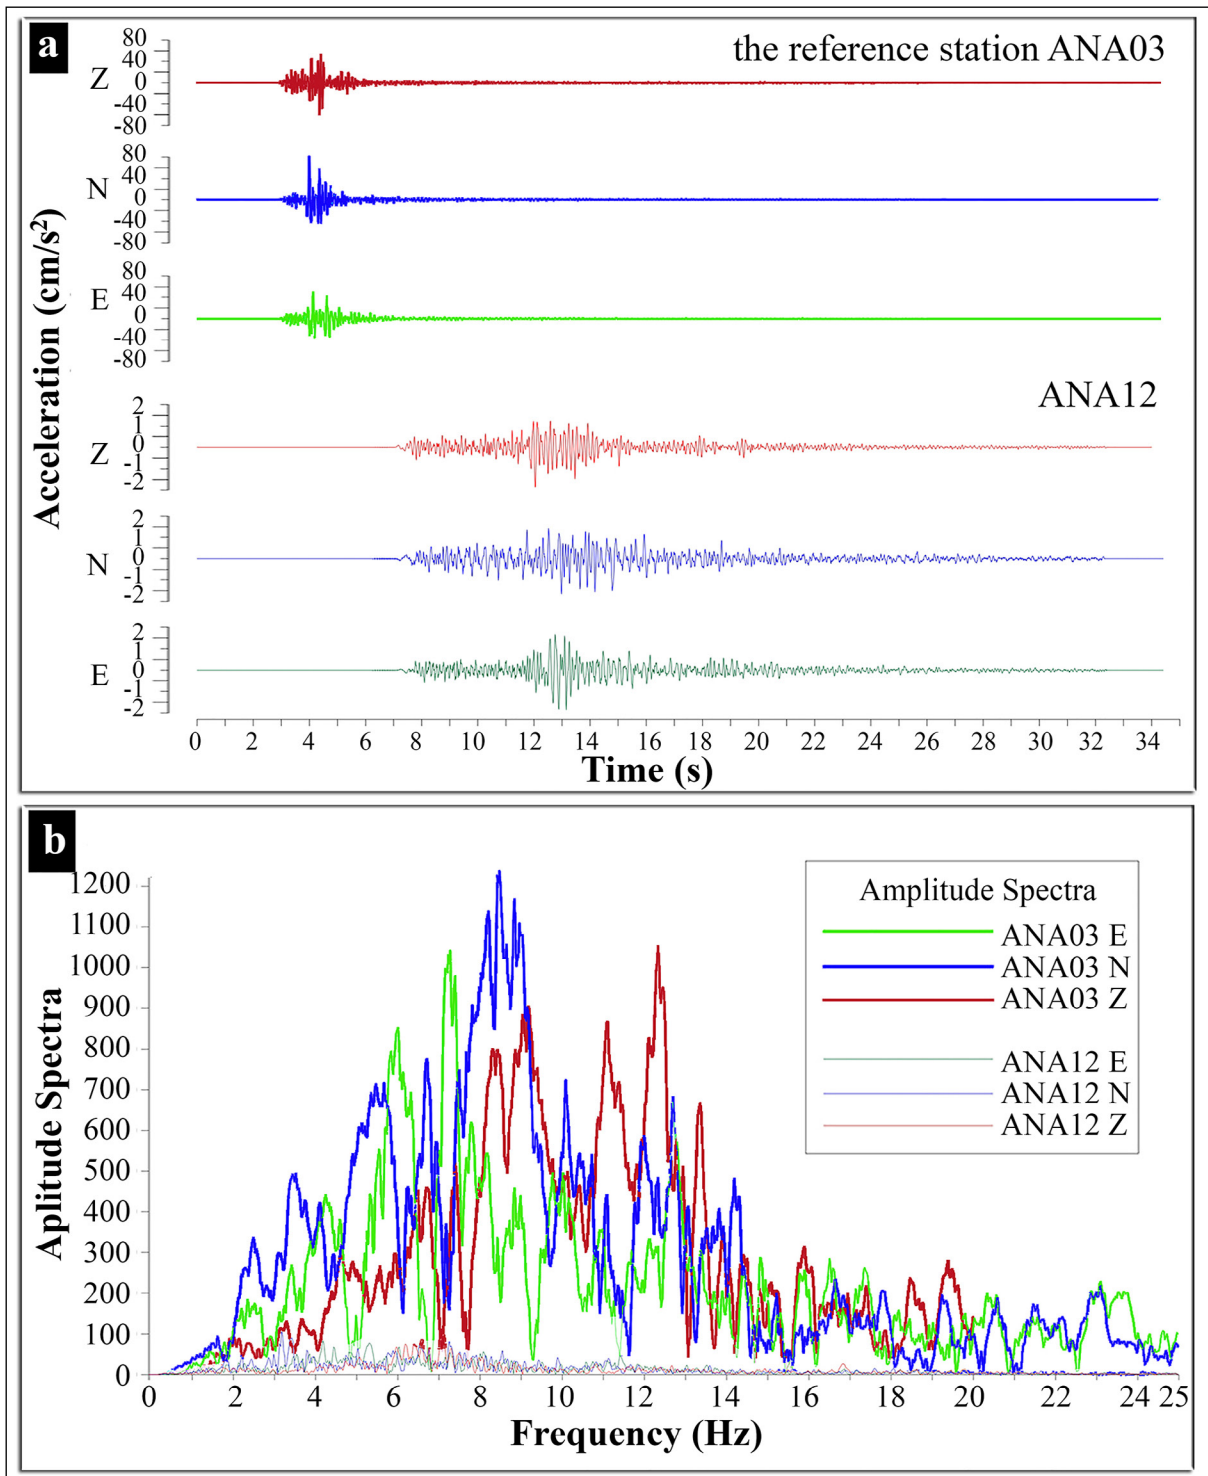 a
the reference station ANA03
Acceleration (cm/s²)
Z
80
40
0
-40
-80
N
80
40
0
-40
-80
E
80
40
0
-40
-80
ANA12
Z
2
1
0
-1
-2
N
2
1
0
-1
-2
E
2
1
0
-1
-2
0 2 4 6 8 10 12 14 16 18 20 22 24 26 28 30 32 34
Time (s)
b
Aplitude Spectra
1200
1100
1000
900
800
700
600
500
400
300
200
100
0
Amplitude Spectra
ANA03 E
ANA03 N
ANA03 Z
ANA12 E
ANA12 N
ANA12 Z
0 2 4 6 8 10 12 14 16 18 20 22 24 25
Frequency (Hz)